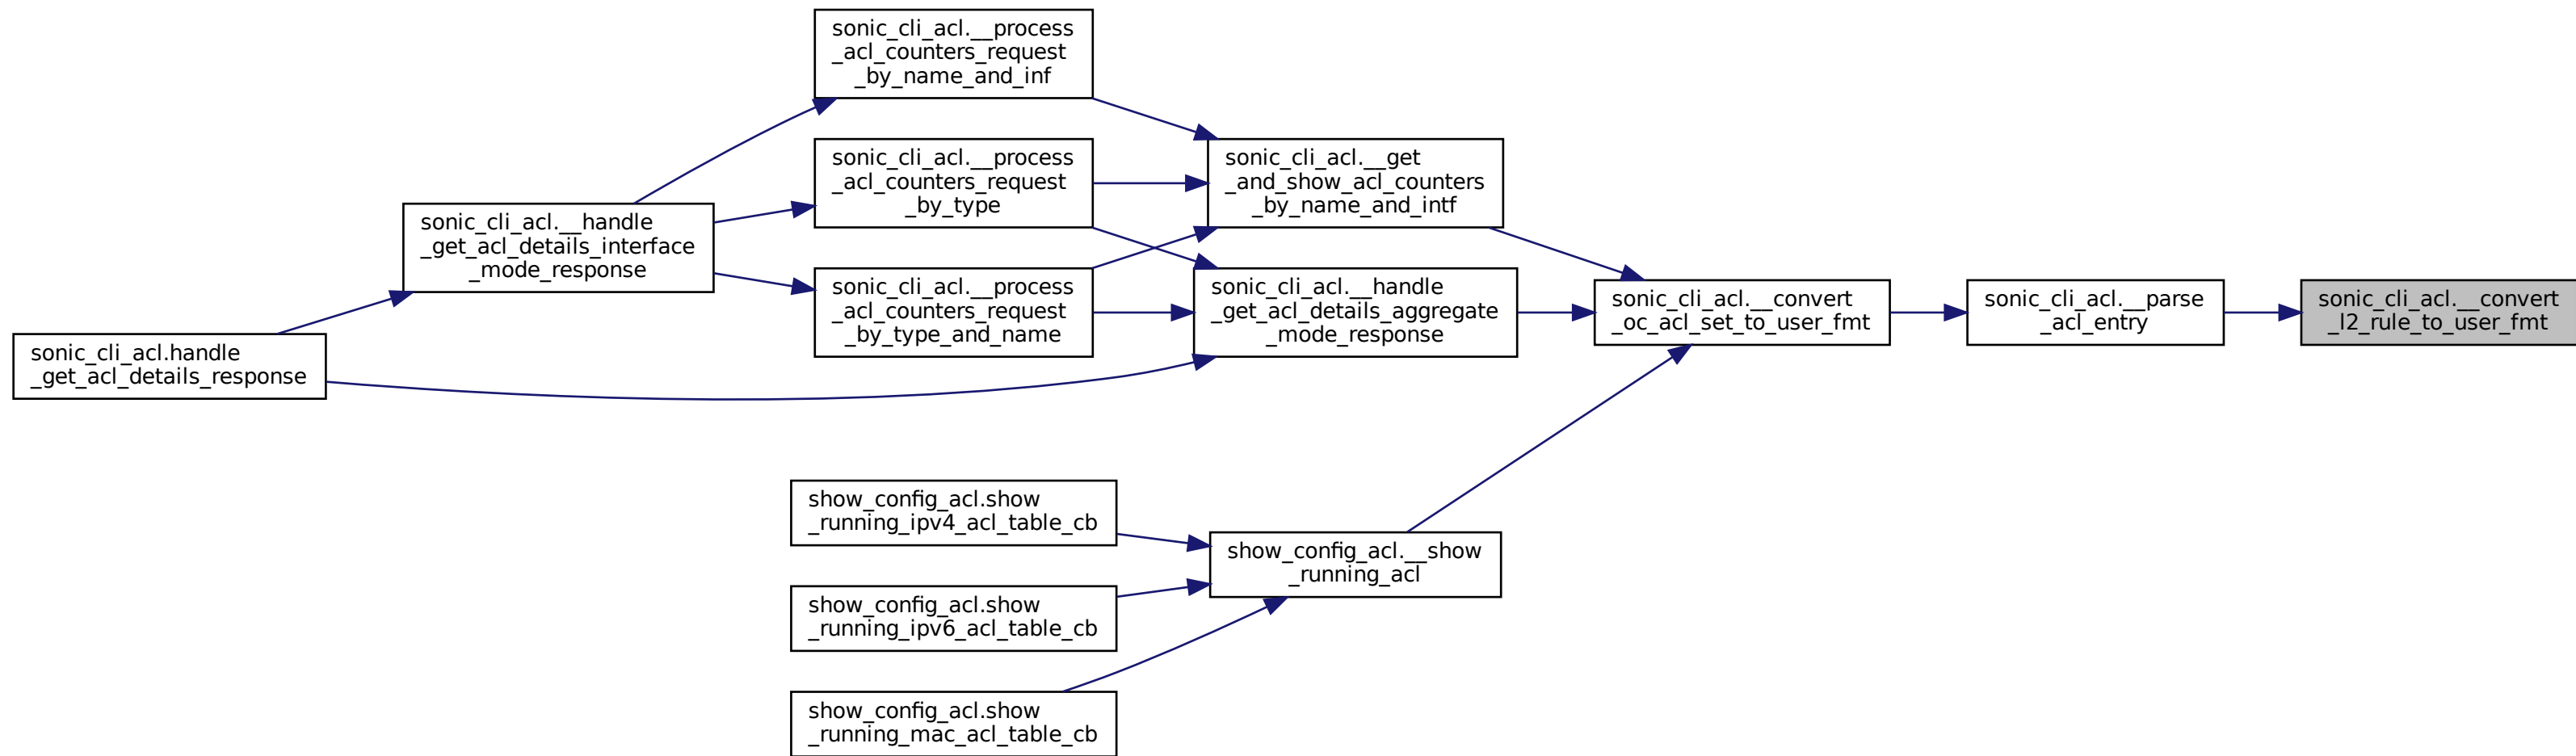 sonic_cli_acl.__process
_acl_counters_request
_by_name_and_inf
sonic_cli_acl.__process
_acl_counters_request
_by_type
sonic_cli_acl.__get
_and_show_acl_counters
_by_name_and_intf
sonic_cli_acl.__handle
_get_acl_details_interface
_mode_response
sonic_cli_acl.__process
_acl_counters_request
_by_type_and_name
sonic_cli_acl.__handle
_get_acl_details_aggregate
_mode_response
sonic_cli_acl.__convert
_oc_acl_set_to_user_fmt
sonic_cli_acl.__parse
_acl_entry
sonic_cli_acl.__convert
_l2_rule_to_user_fmt
sonic_cli_acl.handle
_get_acl_details_response
show_config_acl.show
_running_ipv4_acl_table_cb
show_config_acl.__show
_running_acl
show_config_acl.show
_running_ipv6_acl_table_cb
show_config_acl.show
_running_mac_acl_table_cb